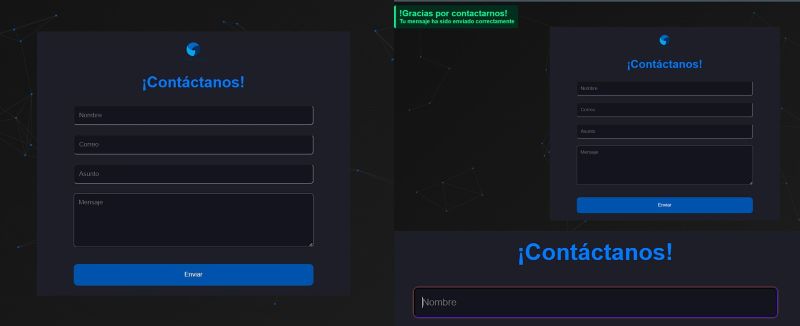 ¡Contáctanos!
Nombre
Correo
Asunto
Mensaje
Enviar
!Gracias por contactarnos!
Tu mensaje ha sido enviado correctamente
¡Contáctanos!
Nombre
Correo
Asunto
Mensaje
Enviar
¡Contáctanos!
Nombre